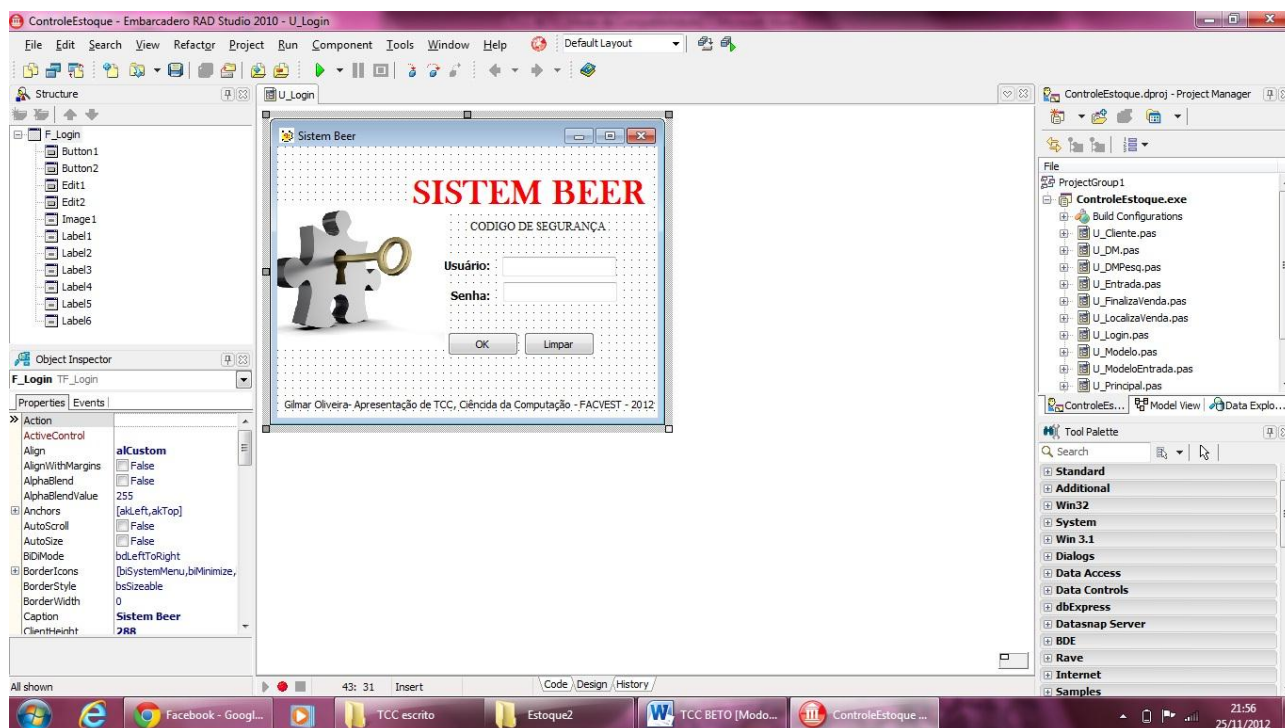 ControleEstoque - Embarcadero RAD Studio 2010 - U_Login
File Edit Search View Refactor Project Run Component Tools Window Help Default Layout
Structure
F_Login
Button1
Button2
Edit1
Edit2
Image1
Label1
Label2
Label3
Label4
Label5
Label6
Object Inspector
F_Login TF_Login
Properties Events
Action
ActiveControl
Align alCustom
AlignWithMargins False
AlphaBlend False
AlphaBlendValue 255
Anchors [akLeft,akTop]
AutoScroll False
AutoSize False
BiDiMode bdLeftToRight
BorderIcons [biSystemMenu,biMinimize,
BorderStyle bsSizeable
BorderWidth 0
Caption Sistem Beer
ClientHeight 288
All shown
U_Login
Sistem Beer
SISTEM BEER
CODIGO DE SEGURANÇA
Usuário:
Senha:
OK Limpar
Gilmar Oliveira- Apresentação de TCC, Ciêncida da Computação - FACVEST - 2012
43: 31 Insert Code Design History
ControleEstoque.dproj - Project Manager
File
ProjectGroup1
ControleEstoque.exe
Build Configurations
U_Cliente.pas
U_DM.pas
U_DMPesq.pas
U_Entrada.pas
U_FinalizaVenda.pas
U_LocalizaVenda.pas
U_Login.pas
U_Modelo.pas
U_ModeloEntrada.pas
U_Principal.pas
ControleEs... Model View Data Explo...
Tool Palette
Search
Standard
Additional
Win32
System
Win 3.1
Dialogs
Data Access
Data Controls
dbExpress
Datasnap Server
BDE
Rave
Internet
Samples
Facebook - Googl... TCC escrito Estoque2 TCC BETO [Modo... ControleEstoque ...
21:56
25/11/2012